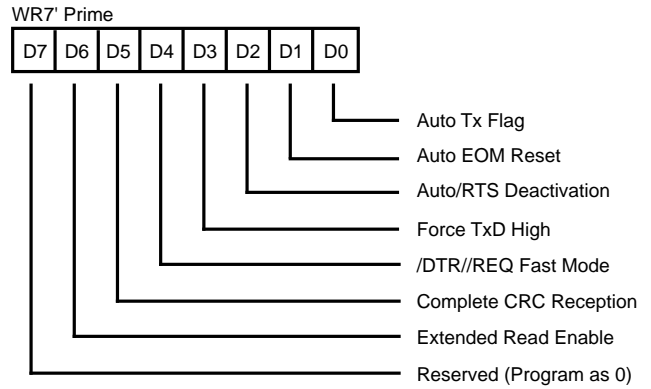 WR7' Prime
D7 D6 D5 D4 D3 D2 D1 D0
Auto Tx Flag
Auto EOM Reset
Auto/RTS Deactivation
Force TxD High
/DTR//REQ Fast Mode
Complete CRC Reception
Extended Read Enable
Reserved (Program as 0)